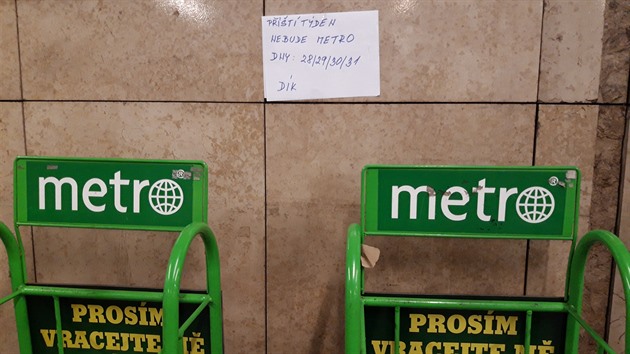 PŘÍŠTÍ TÝDEN
NEBUDE METRO
DNY: 28/29/30/31
DÍK
metro
metro
PROSÍM
VRACEJTE MĚ
PROSÍM
VRACEJTE MĚ